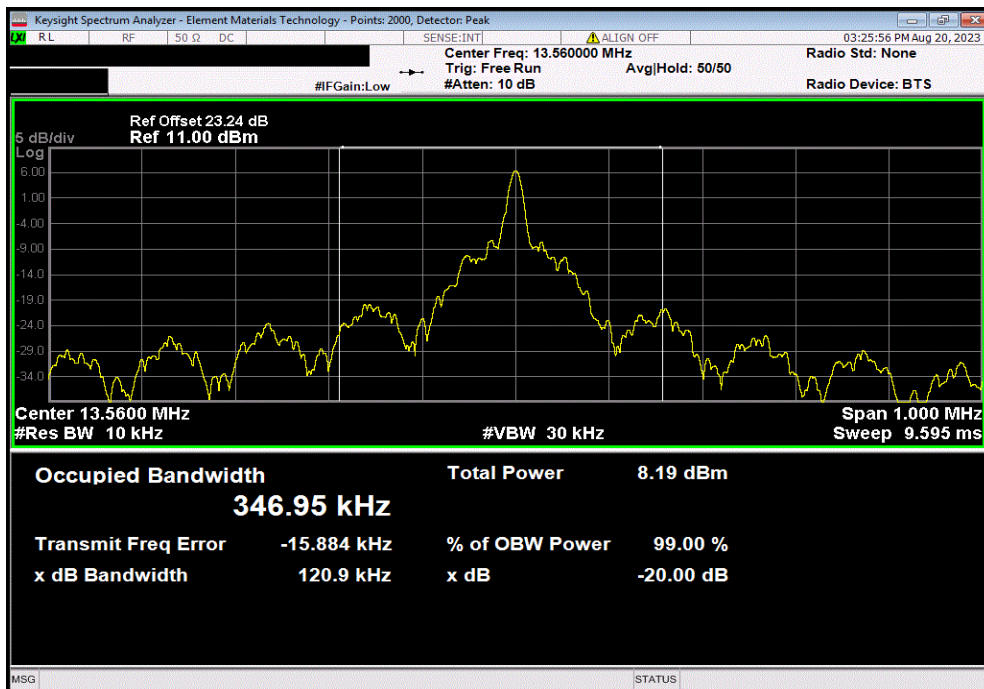 Keysight Spectrum Analyzer - Element Materials Technology - Points: 2000, Detector: Peak
LXI RL RF 50 Ω DC SENSE:INT ALIGN OFF 03:25:56 PM Aug 20, 2023
Center Freq: 13.560000 MHz Radio Std: None
Trig: Free Run Avg|Hold: 50/50
#IFGain:Low #Atten: 10 dB Radio Device: BTS
Ref Offset 23.24 dB
5 dB/div Ref 11.00 dBm
Log
6.00
1.00
-4.00
-9.00
-14.0
-19.0
-24.0
-29.0
-34.0
Center 13.5600 MHz Span 1.000 MHz
#Res BW 10 kHz #VBW 30 kHz Sweep 9.595 ms
Occupied Bandwidth Total Power 8.19 dBm
346.95 kHz
Transmit Freq Error -15.884 kHz % of OBW Power 99.00 %
x dB Bandwidth 120.9 kHz x dB -20.00 dB
MSG STATUS